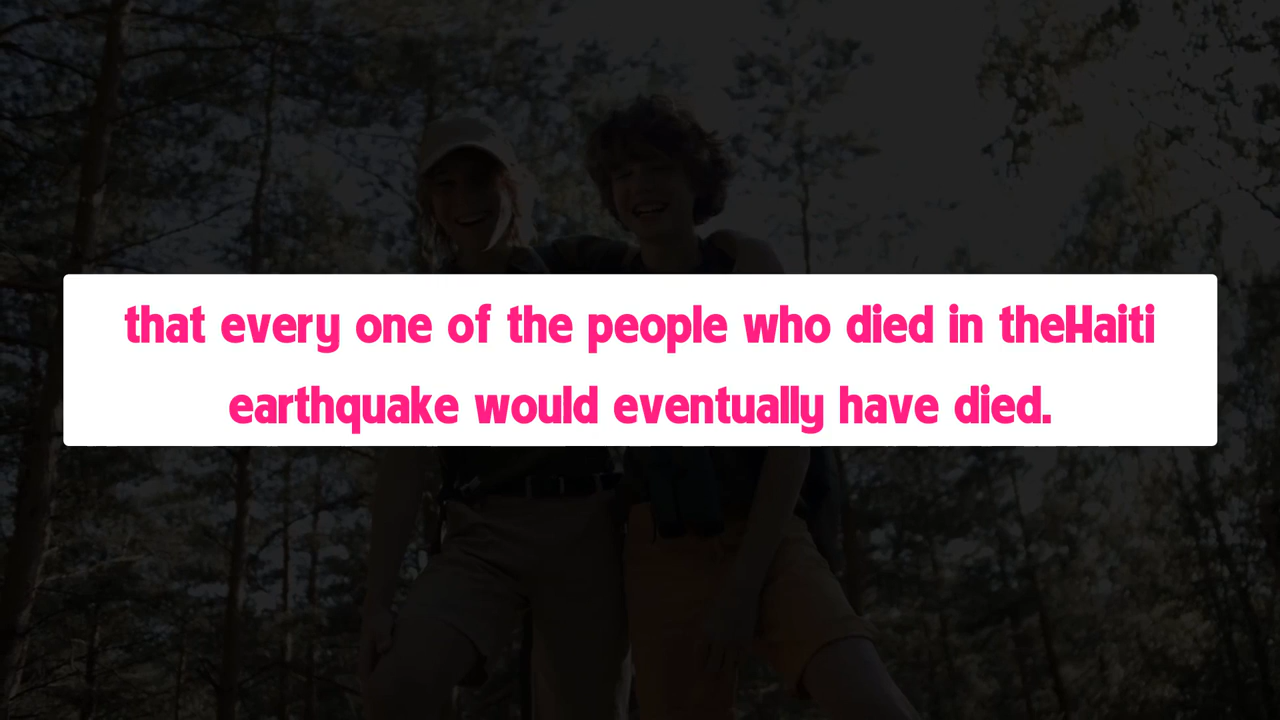 that every one of the people who died in theHaiti
earthquake would eventually have died.